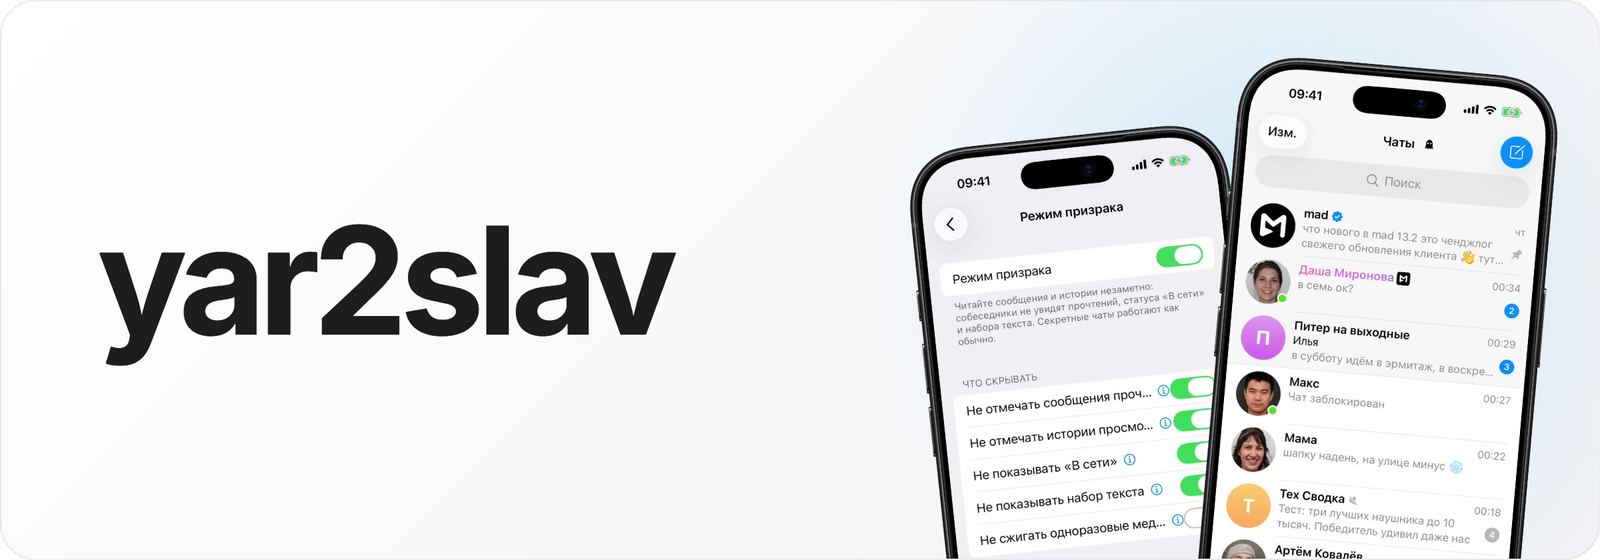 yar2slav
09:41
Режим призрака
Режим призрака
Читайте сообщения и истории незаметно:
собеседники не увидят прочтений, статуса «В сети»
и набора текста. Секретные чаты работают как
обычно.
ЧТО СКРЫВАТЬ
Не отмечать сообщения проч...
Не отмечать истории просмо...
Не показывать «В сети»
Не показывать набор текста
Не сжигать одноразовые мед...
09:41
Изм.
Чаты
Поиск
mad
чт
что нового в mad 13.2 это ченджлог
свежего обновления клиента 👋 тут...
Даша Миронова
00:34
в семь ок?
2
П
Питер на выходные
00:29
Илья
в субботу идём в эрмитаж, в воскре...
3
Макс
00:27
Чат заблокирован
Мама
00:22
шапку надень, на улице минус
Т
Тех Сводка
00:18
Тест: три лучших наушника до 10
тысяч. Победитель удивил даже нас
4
Артём Ковалёв